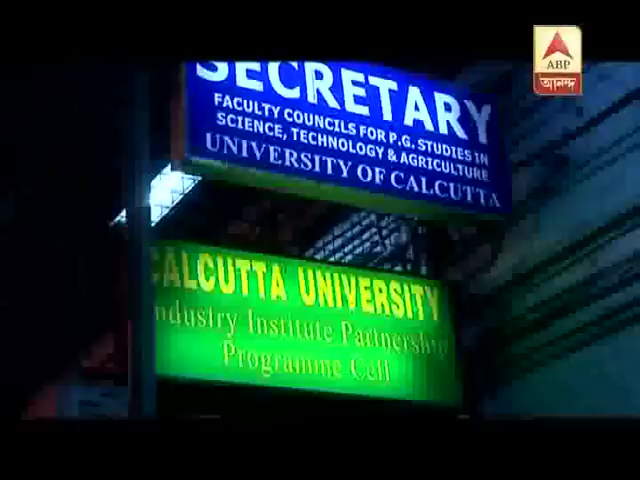 ABP
আনন্দ
SECRETARY
FACULTY COUNCILS FOR P.G. STUDIES IN
SCIENCE, TECHNOLOGY & AGRICULTURE
UNIVERSITY OF CALCUTTA
CALCUTTA UNIVERSITY
Industry Institute Partnership
Programme Cell